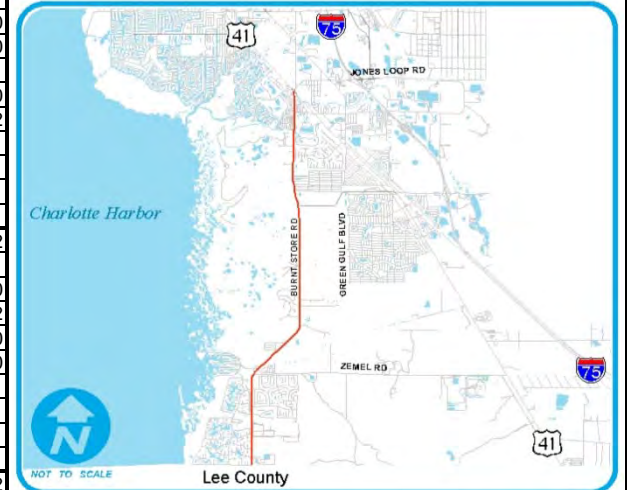 41
75
JONES LOOP RD
Charlotte Harbor
BURNT STORE RD
GREEN GULF BLVD
ZEMEL RD
75
41
N
NOT TO SCALE
Lee County